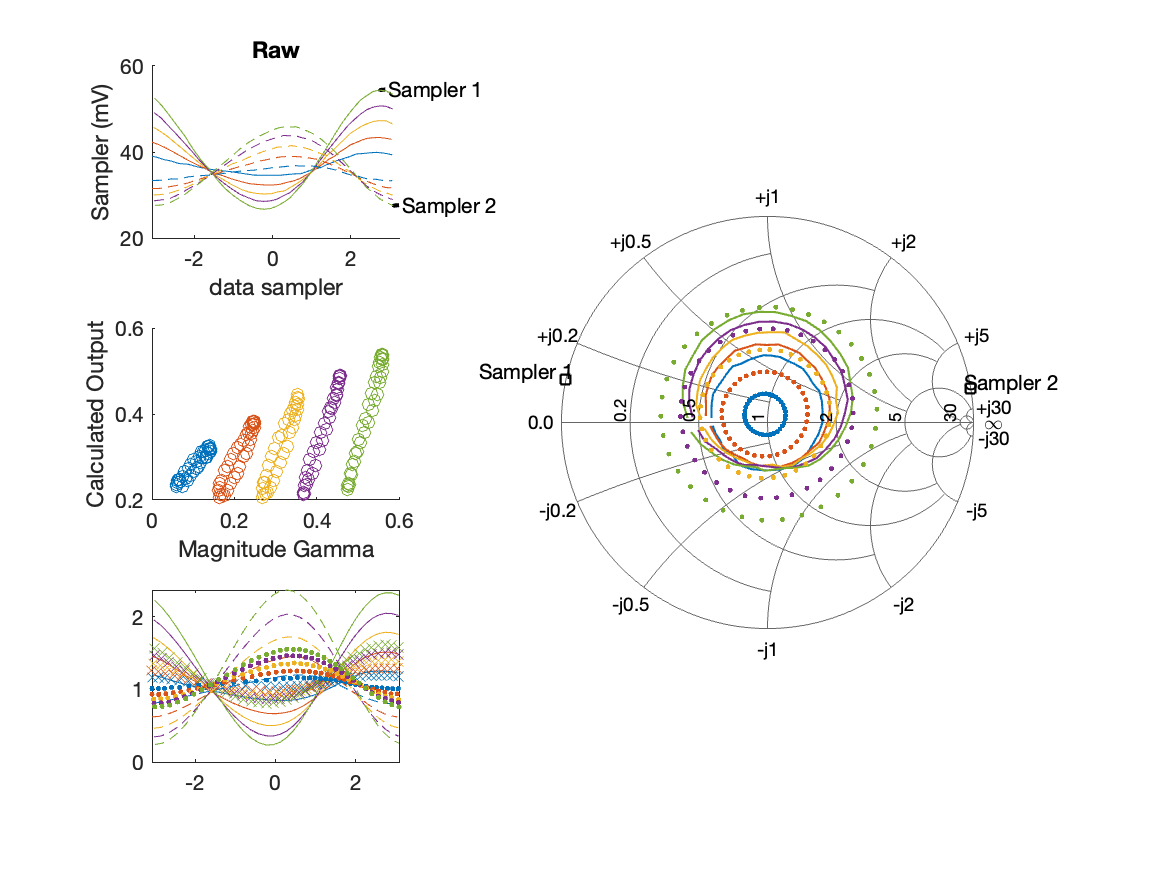 Raw
60
40
20
Sampler (mV)
Sampler 1
Sampler 2
-2 0 2
data sampler
0.6
0.4
0.2
Calculated Output
0 0.2 0.4 0.6
Magnitude Gamma
2
1
0
-2 0 2
+j1
+j0.5 +j2
+j0.2 +j5
Sampler 1 Sampler 2
0.0 0.2 0.5 1 2 5 30 +j30
∞
-j30
-j0.2 -j5
-j0.5 -j2
-j1